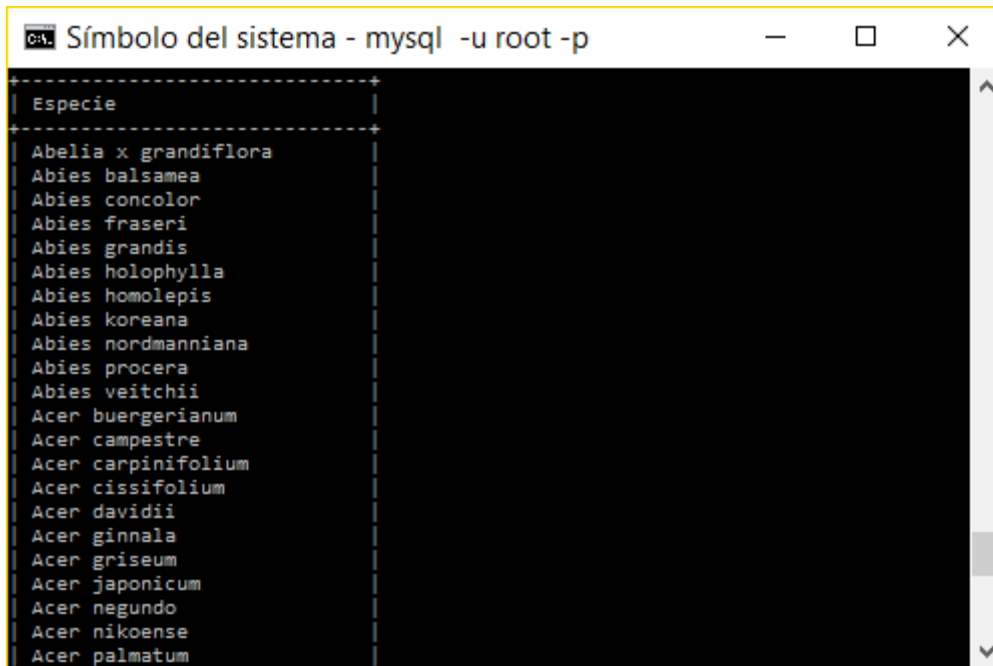 Símbolo del sistema - mysql -u root -p
+-----------------------------+
| Especie |
+-----------------------------+
| Abelia x grandiflora |
| Abies balsamea |
| Abies concolor |
| Abies fraseri |
| Abies grandis |
| Abies holophylla |
| Abies homolepis |
| Abies koreana |
| Abies nordmanniana |
| Abies procera |
| Abies veitchii |
| Acer buergerianum |
| Acer campestre |
| Acer carpinifolium |
| Acer cissifolium |
| Acer davidii |
| Acer ginnala |
| Acer griseum |
| Acer japonicum |
| Acer negundo |
| Acer nikoense |
| Acer palmatum |